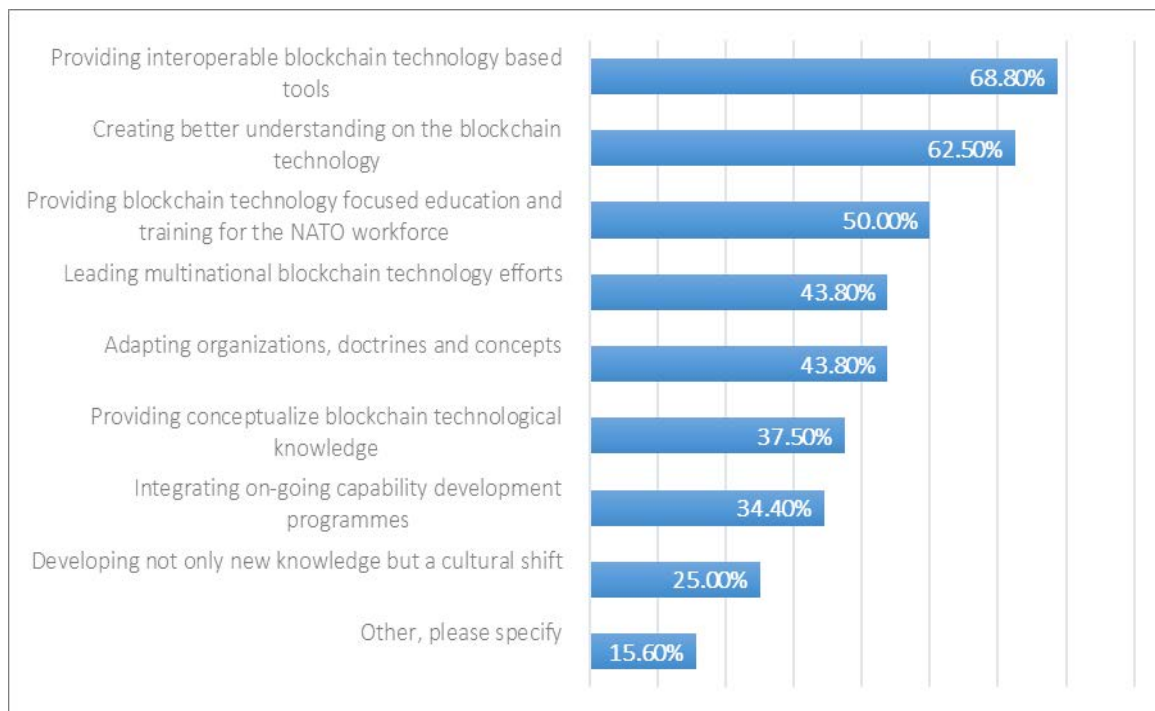 Providing interoperable blockchain technology based
tools
68.80%
Creating better understanding on the blockchain
technology
62.50%
Providing blockchain technology focused education and
training for the NATO workforce
50.00%
Leading multinational blockchain technology efforts
43.80%
Adapting organizations, doctrines and concepts
43.80%
Providing conceptualize blockchain technological
knowledge
37.50%
Integrating on-going capability development
programmes
34.40%
Developing not only new knowledge but a cultural shift
25.00%
Other, please specify
15.60%